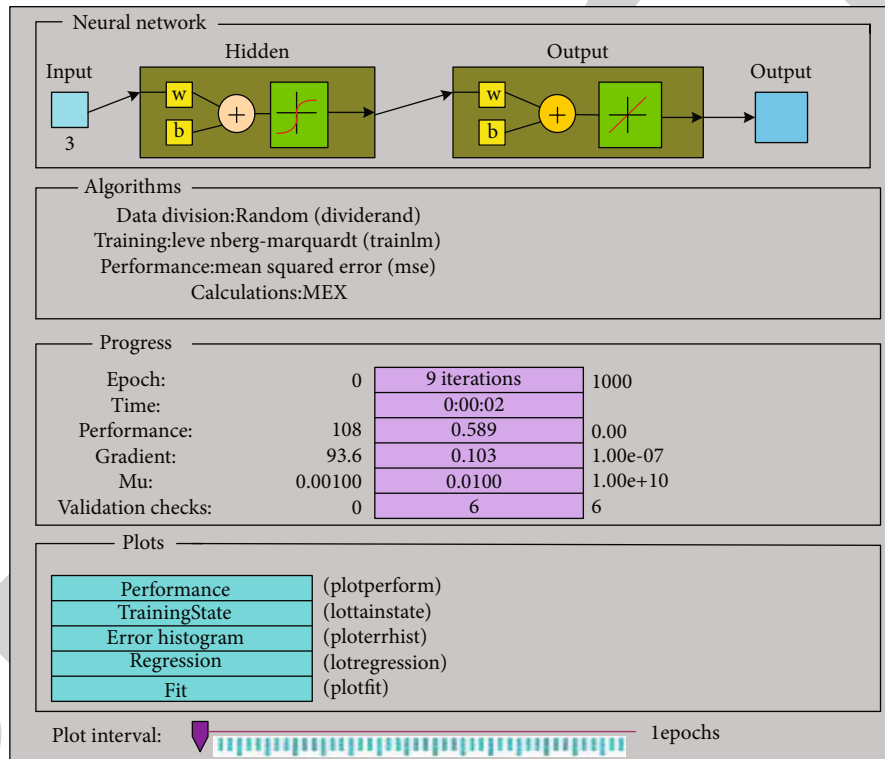 Neural network
Hidden
Output
Input
Output
w
b
w
b
3
Algorithms
Data division:Random (dividerand)
Training:leve nberg-marquardt (trainlm)
Performance:mean squared error (mse)
Calculations:MEX
Progress
Epoch: 0 9 iterions 1000
Time: 0:00:02
Performance: 108 0.589 0.00
Gradient: 93.6 0.103 1.00e-07
Mu: 0.00100 0.0100 1.00e+10
Validation checks: 0 6 6
Plots
Performance (plotperform)
TrainingState (lottainstate)
Error histogram (ploterrhist)
Regression (lotregression)
Fit (plotfit)
Plot interval: 1epochs